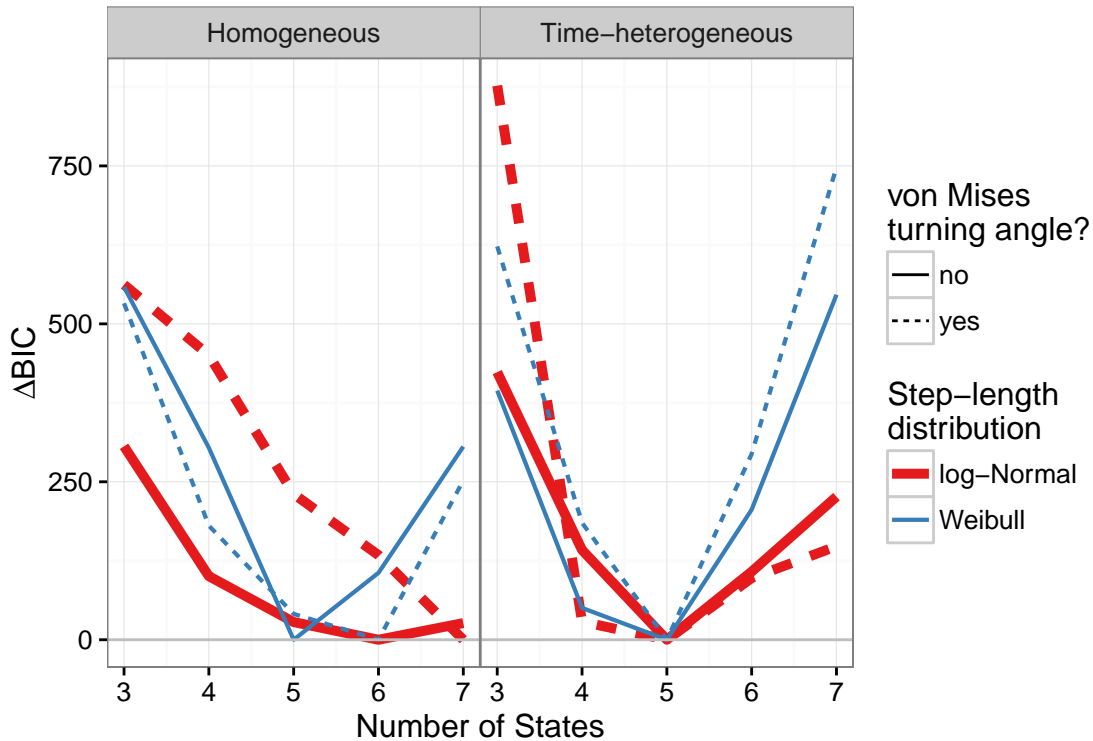 Homogeneous
Time−heterogeneous
ΔBIC
750
500
250
0
3 4 5 6 7
3 4 5 6 7
Number of States
von Mises
turning angle?
no
yes
Step−length
distribution
log−Normal
Weibull